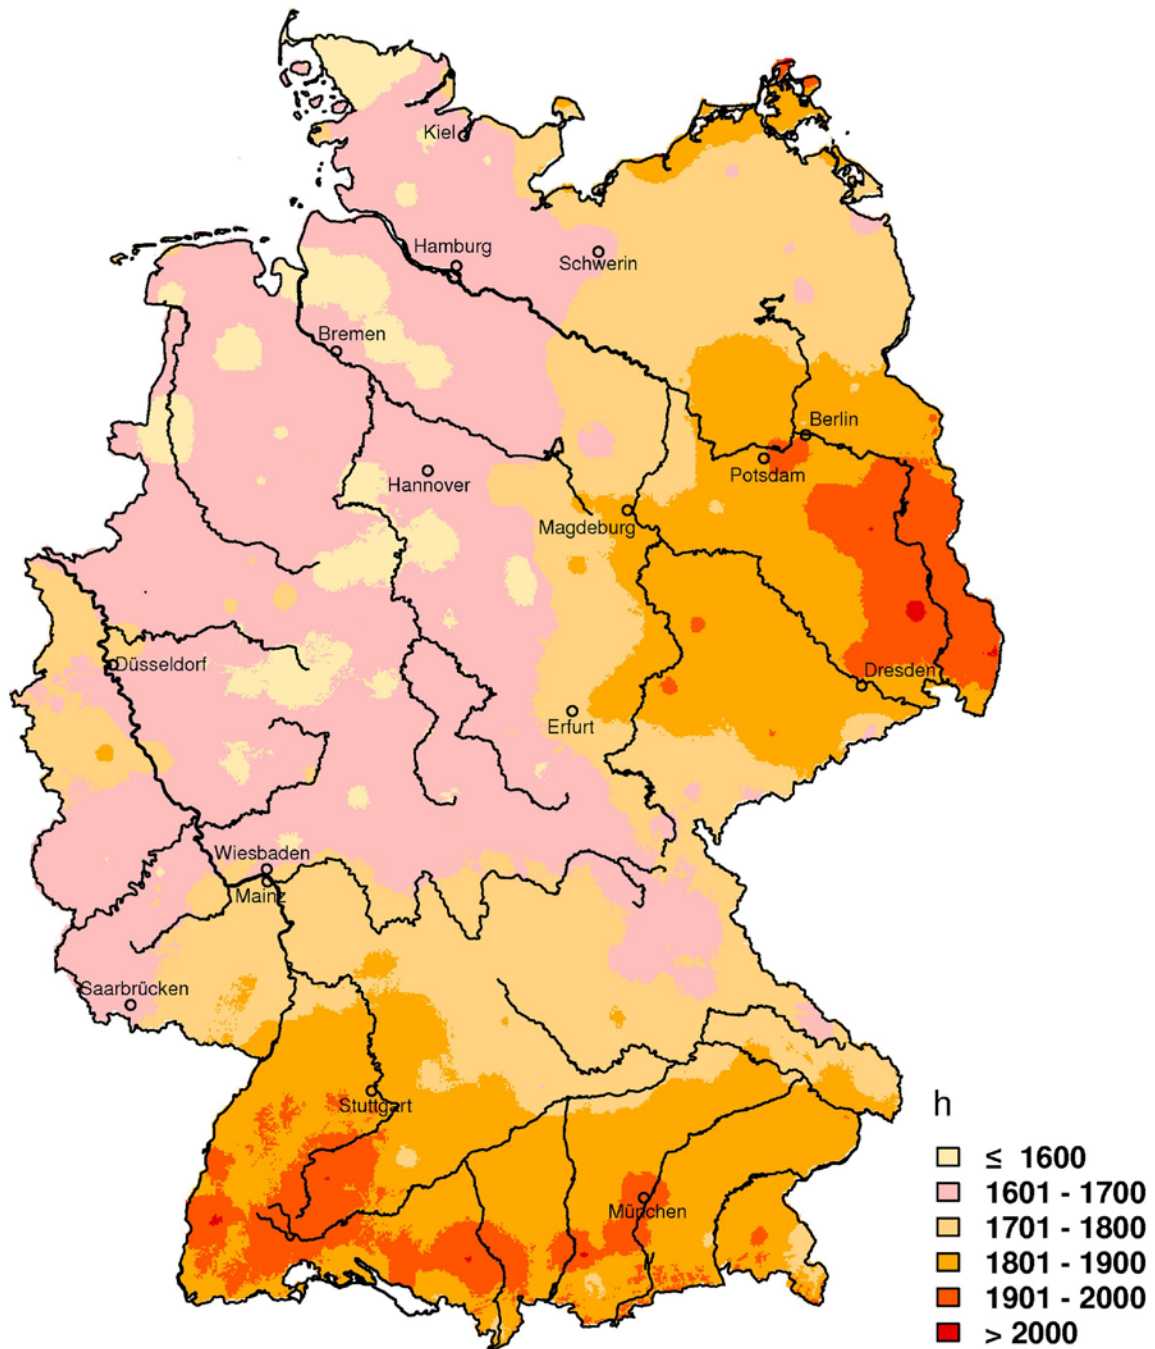 Kiel
Hamburg
Schwerin
Bremen
Berlin
Hannover
Potsdam
Magdeburg
Düsseldorf
Dresden
Erfurt
Wiesbaden
Mainz
Saarbrücken
Stuttgart
München
h
≤ 1600
1601 - 1700
1701 - 1800
1801 - 1900
1901 - 2000
> 2000